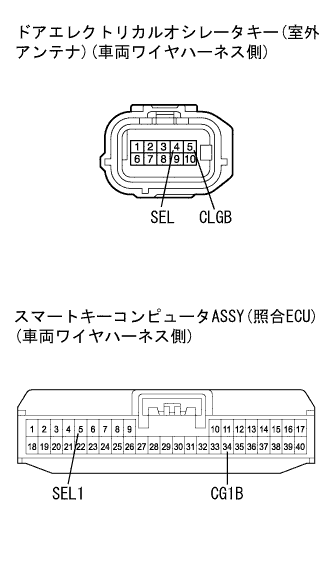 ドアエレクトリカルオシレータキー(室外
アンテナ)(車両ワイヤハーネス側)
1 2 3 4 5
6 7 8 9 10
SEL CLGB
スマートキーコンピュータASSY(照合ECU)
(車両ワイヤハーネス側)
1 2 3 4 5 6 7 8 9 10 11 12 13 14 15 16 17
18 19 20 21 22 23 24 25 26 27 28 29 30 31 32 33 34 35 36 37 38 39 40
SEL1 CG1B